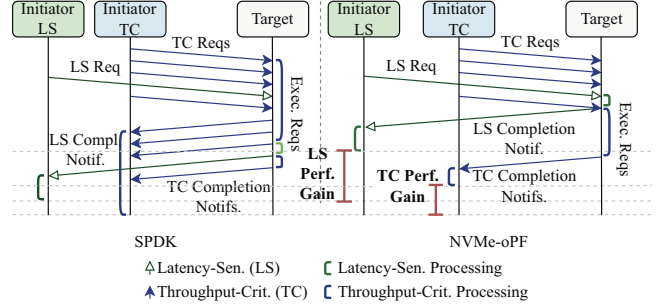 Initiator
LS
Initiator
TC
Target
Initiator
LS
Initiator
TC
Target
TC Reqs
LS Req
Exec. Reqs
LS Compl.
Notif.
TC Completion
Notifs.
TC Reqs
LS Req
Exec. Reqs
LS Completion
Notif.
LS
Perf.
Gain
TC Perf.
Gain
TC Completion
Notifs.
SPDK
NVMe-oPF
Latency-Sen. (LS)
Latency-Sen. Processing
Throughput-Crit. (TC)
Throughput-Crit. Processing